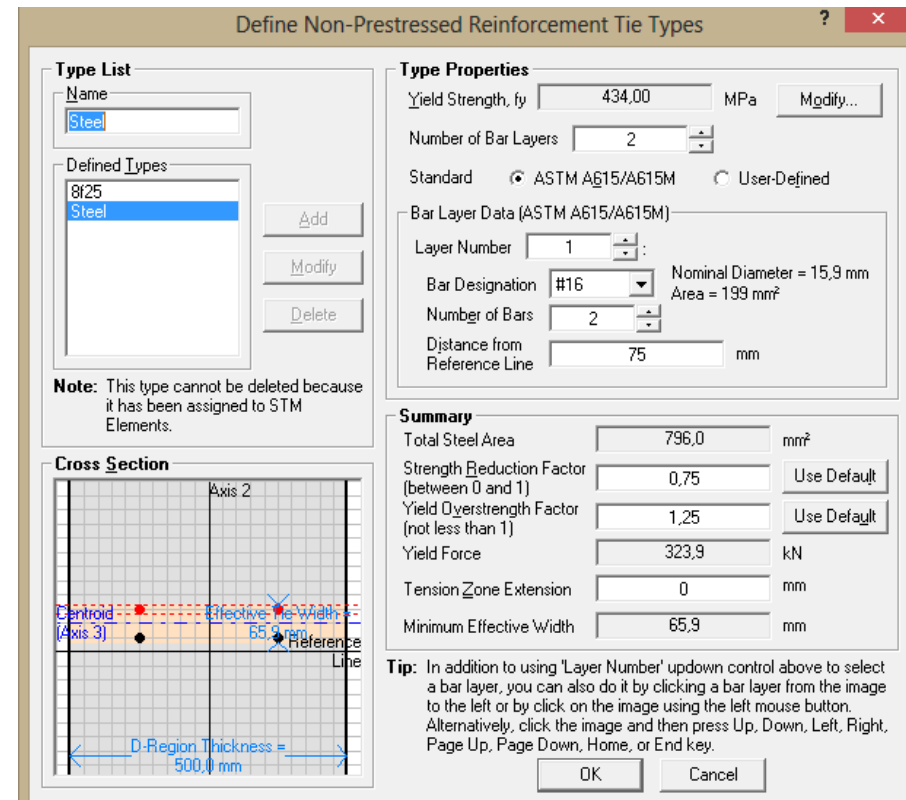 Define Non-Prestressed Reinforcement Tie Types
?
×
Type List
Name
Steel
Defined Types
8f25
Steel
Add
Modify
Delete
Note: This type cannot be deleted because
it has been assigned to STM
Elements.
Cross Section
Axis 2
Centroid
(Axis 3)
Effective Tie Width =
65,9 mm
Reference
Line
D-Region Thickness =
500,0 mm
Type Properties
Yield Strength, fy 434,00 MPa Modify...
Number of Bar Layers 2
Standard ASTM A615/A615M User-Defined
Bar Layer Data (ASTM A615/A615M)
Layer Number 1 :
Bar Designation #16
Nominal Diameter = 15,9 mm
Area = 199 mm²
Number of Bars 2
Distance from
Reference Line 75 mm
Summary
Total Steel Area 796,0 mm²
Strength Reduction Factor
(between 0 and 1) 0,75 Use Default
Yield Overstrength Factor
(not less than 1) 1,25 Use Default
Yield Force 323,9 kN
Tension Zone Extension 0 mm
Minimum Effective Width 65,9 mm
Tip: In addition to using 'Layer Number' updown control above to select
a bar layer, you can also do it by clicking a bar layer from the image
to the left or by click on the image using the left mouse button.
Alternatively, click the image and then press Up, Down, Left, Right,
Page Up, Page Down, Home, or End key.
OK
Cancel